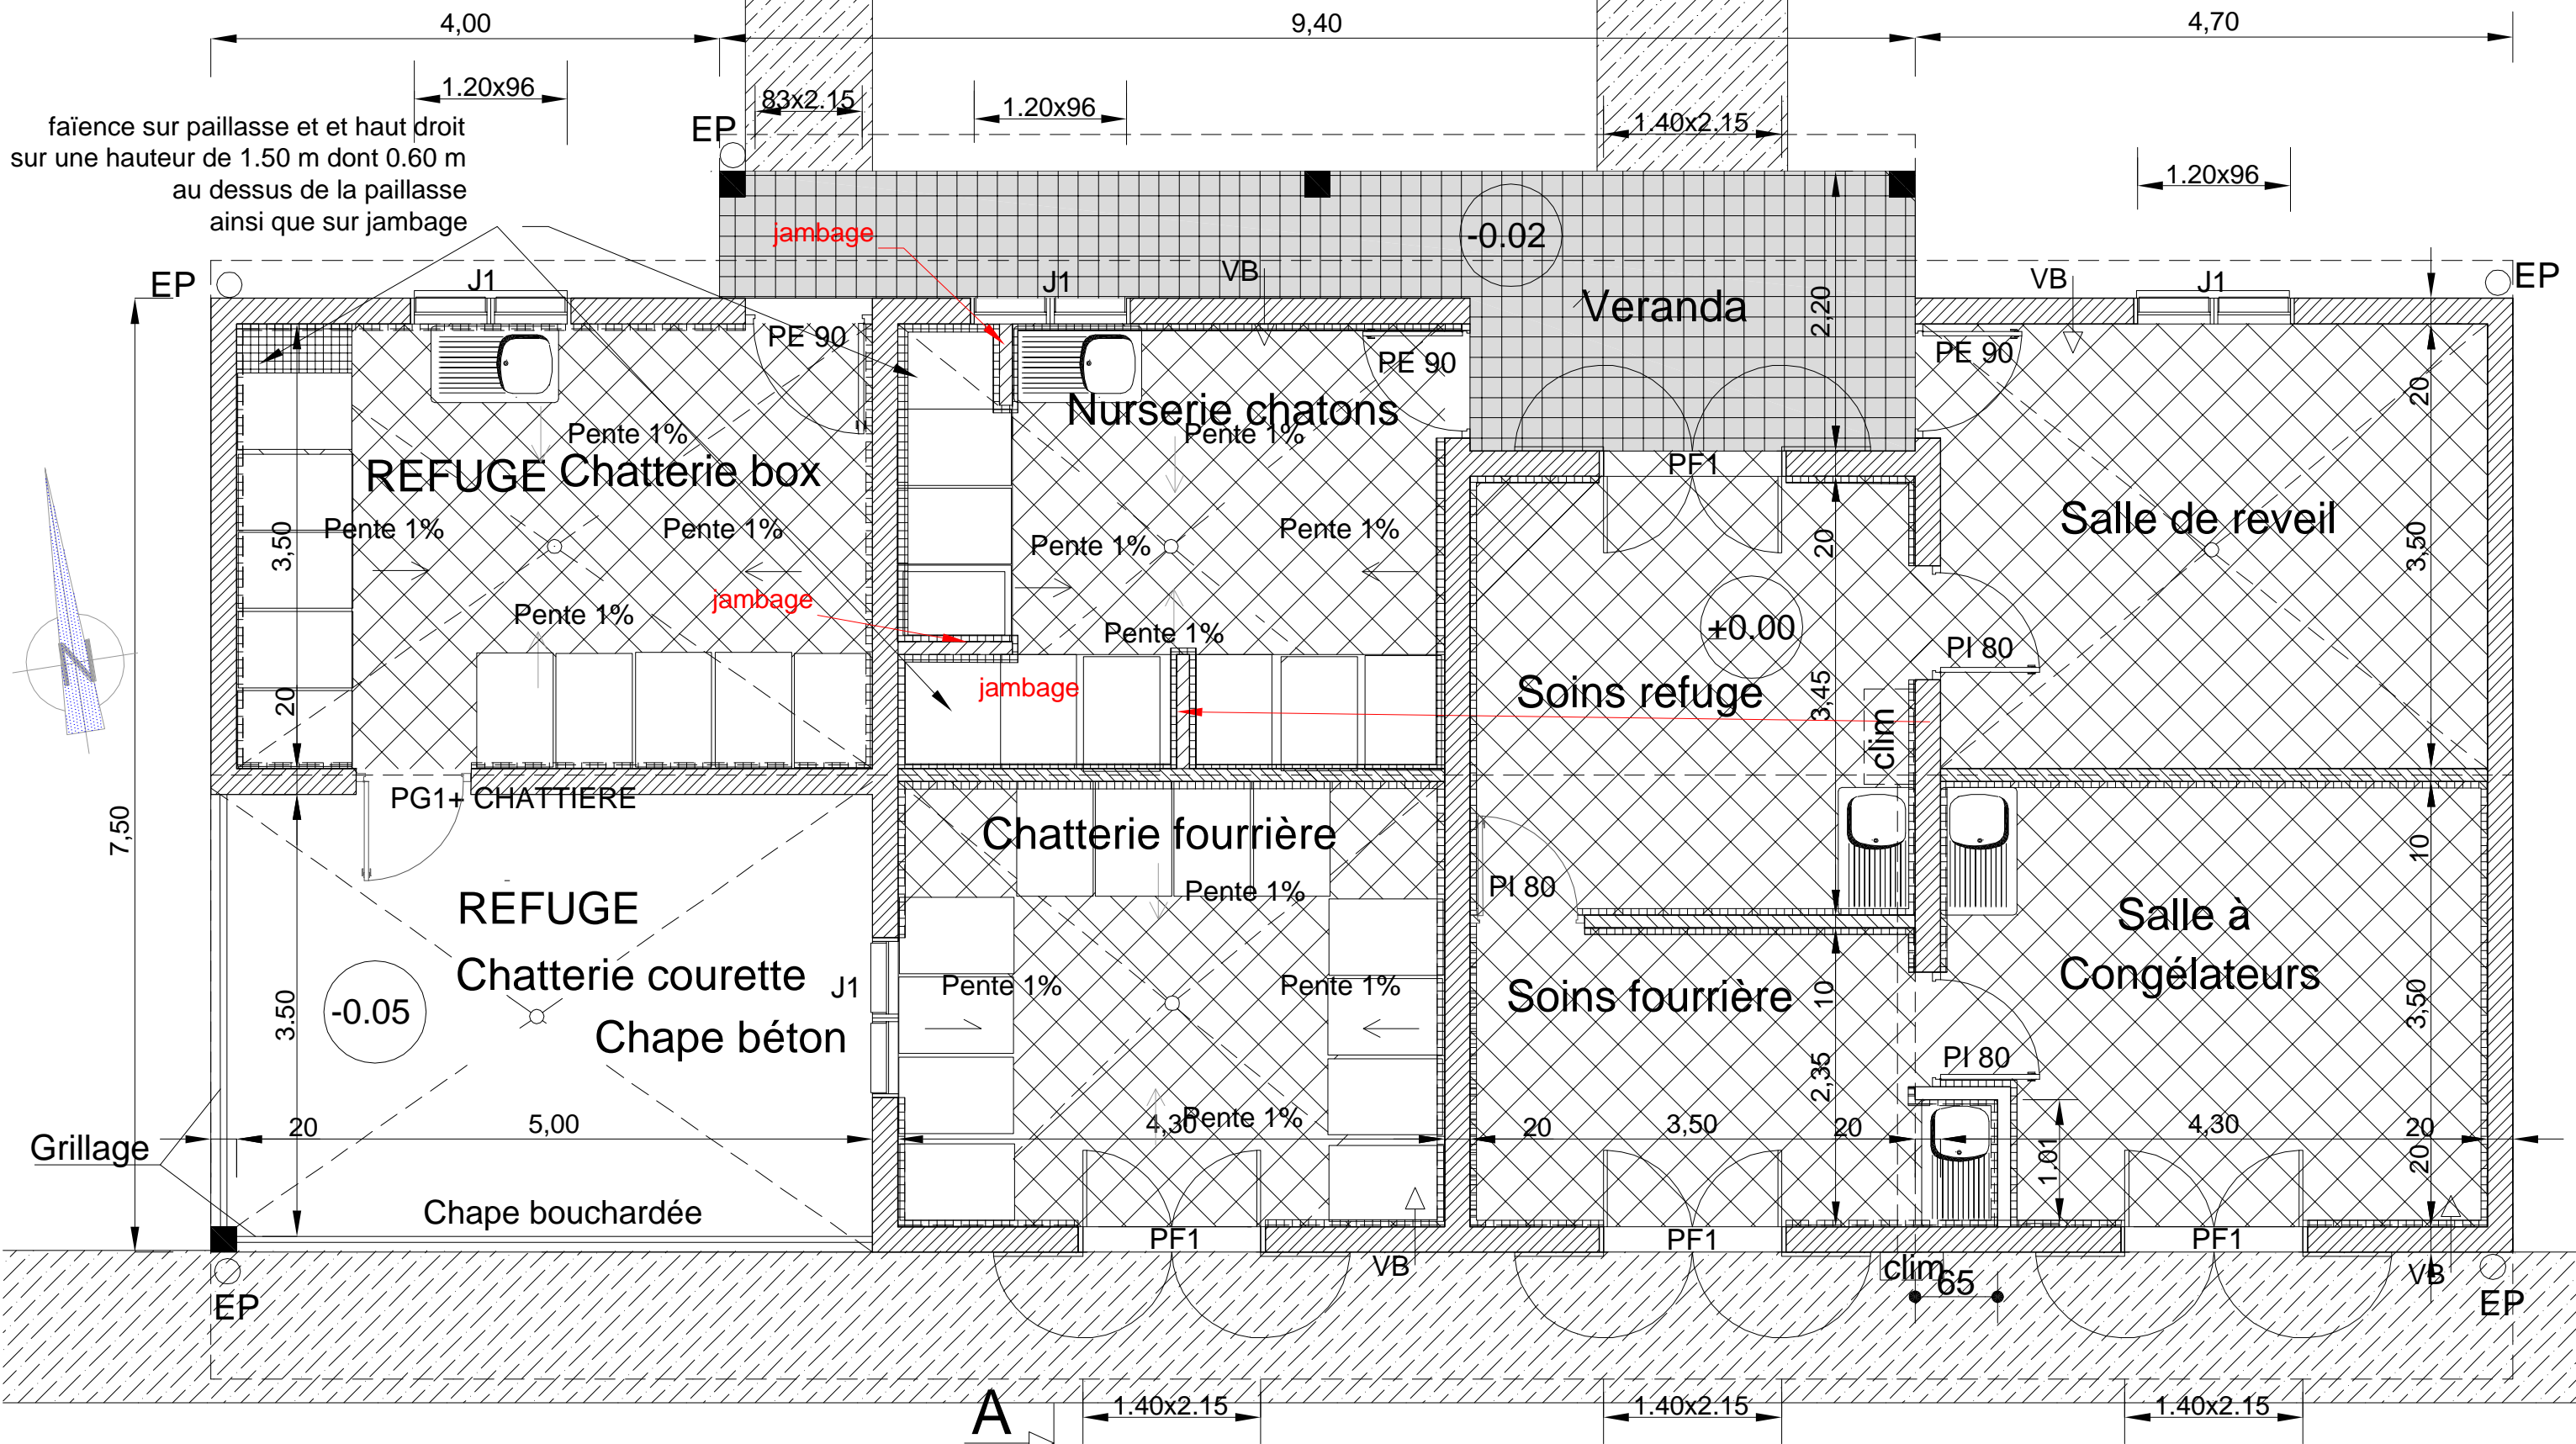 4,00
9,40
4,70
1.20x96
83x2.15
1.20x96
1.40x2.15
1.20x96
faïence sur paillasse et et haut droit
sur une hauteur de 1.50 m dont 0.60 m
au dessus de la paillasse
ainsi que sur jambage
EP
jambage
-0.02
EP
J1
J1
VB
Veranda
2,20
VB
J1
EP
PE 90
PE 90
PE 90
Nurserie chatons
20
Pente 1%
Pente 1%
REFUGE
Chatterie box
PF1
Salle de reveil
3,50
Pente 1%
Pente 1%
Pente 1%
Pente 1%
20
3,50
N
jambage
Pente 1%
Pente 1%
±0.00
PI 80
20
jambage
Soins refuge
3,45
clim
PG1+ CHATTIERE
7,50
Chatterie fourrière
10
REFUGE
Pente 1%
PI 80
Salle à
Congélateurs
Chatterie courette
J1
Pente 1%
Pente 1%
Soins fourrière
10
3,50
3.50
-0.05
Chape béton
PI 80
2,35
Grillage
20
5,00
4,30
Pente 1%
20
3,50
20
1.01
4,30
20
20
Chape bouchardée
PF1
PF1
PF1
VB
clim
65
VB
EP
EP
A
1.40x2.15
1.40x2.15
1.40x2.15